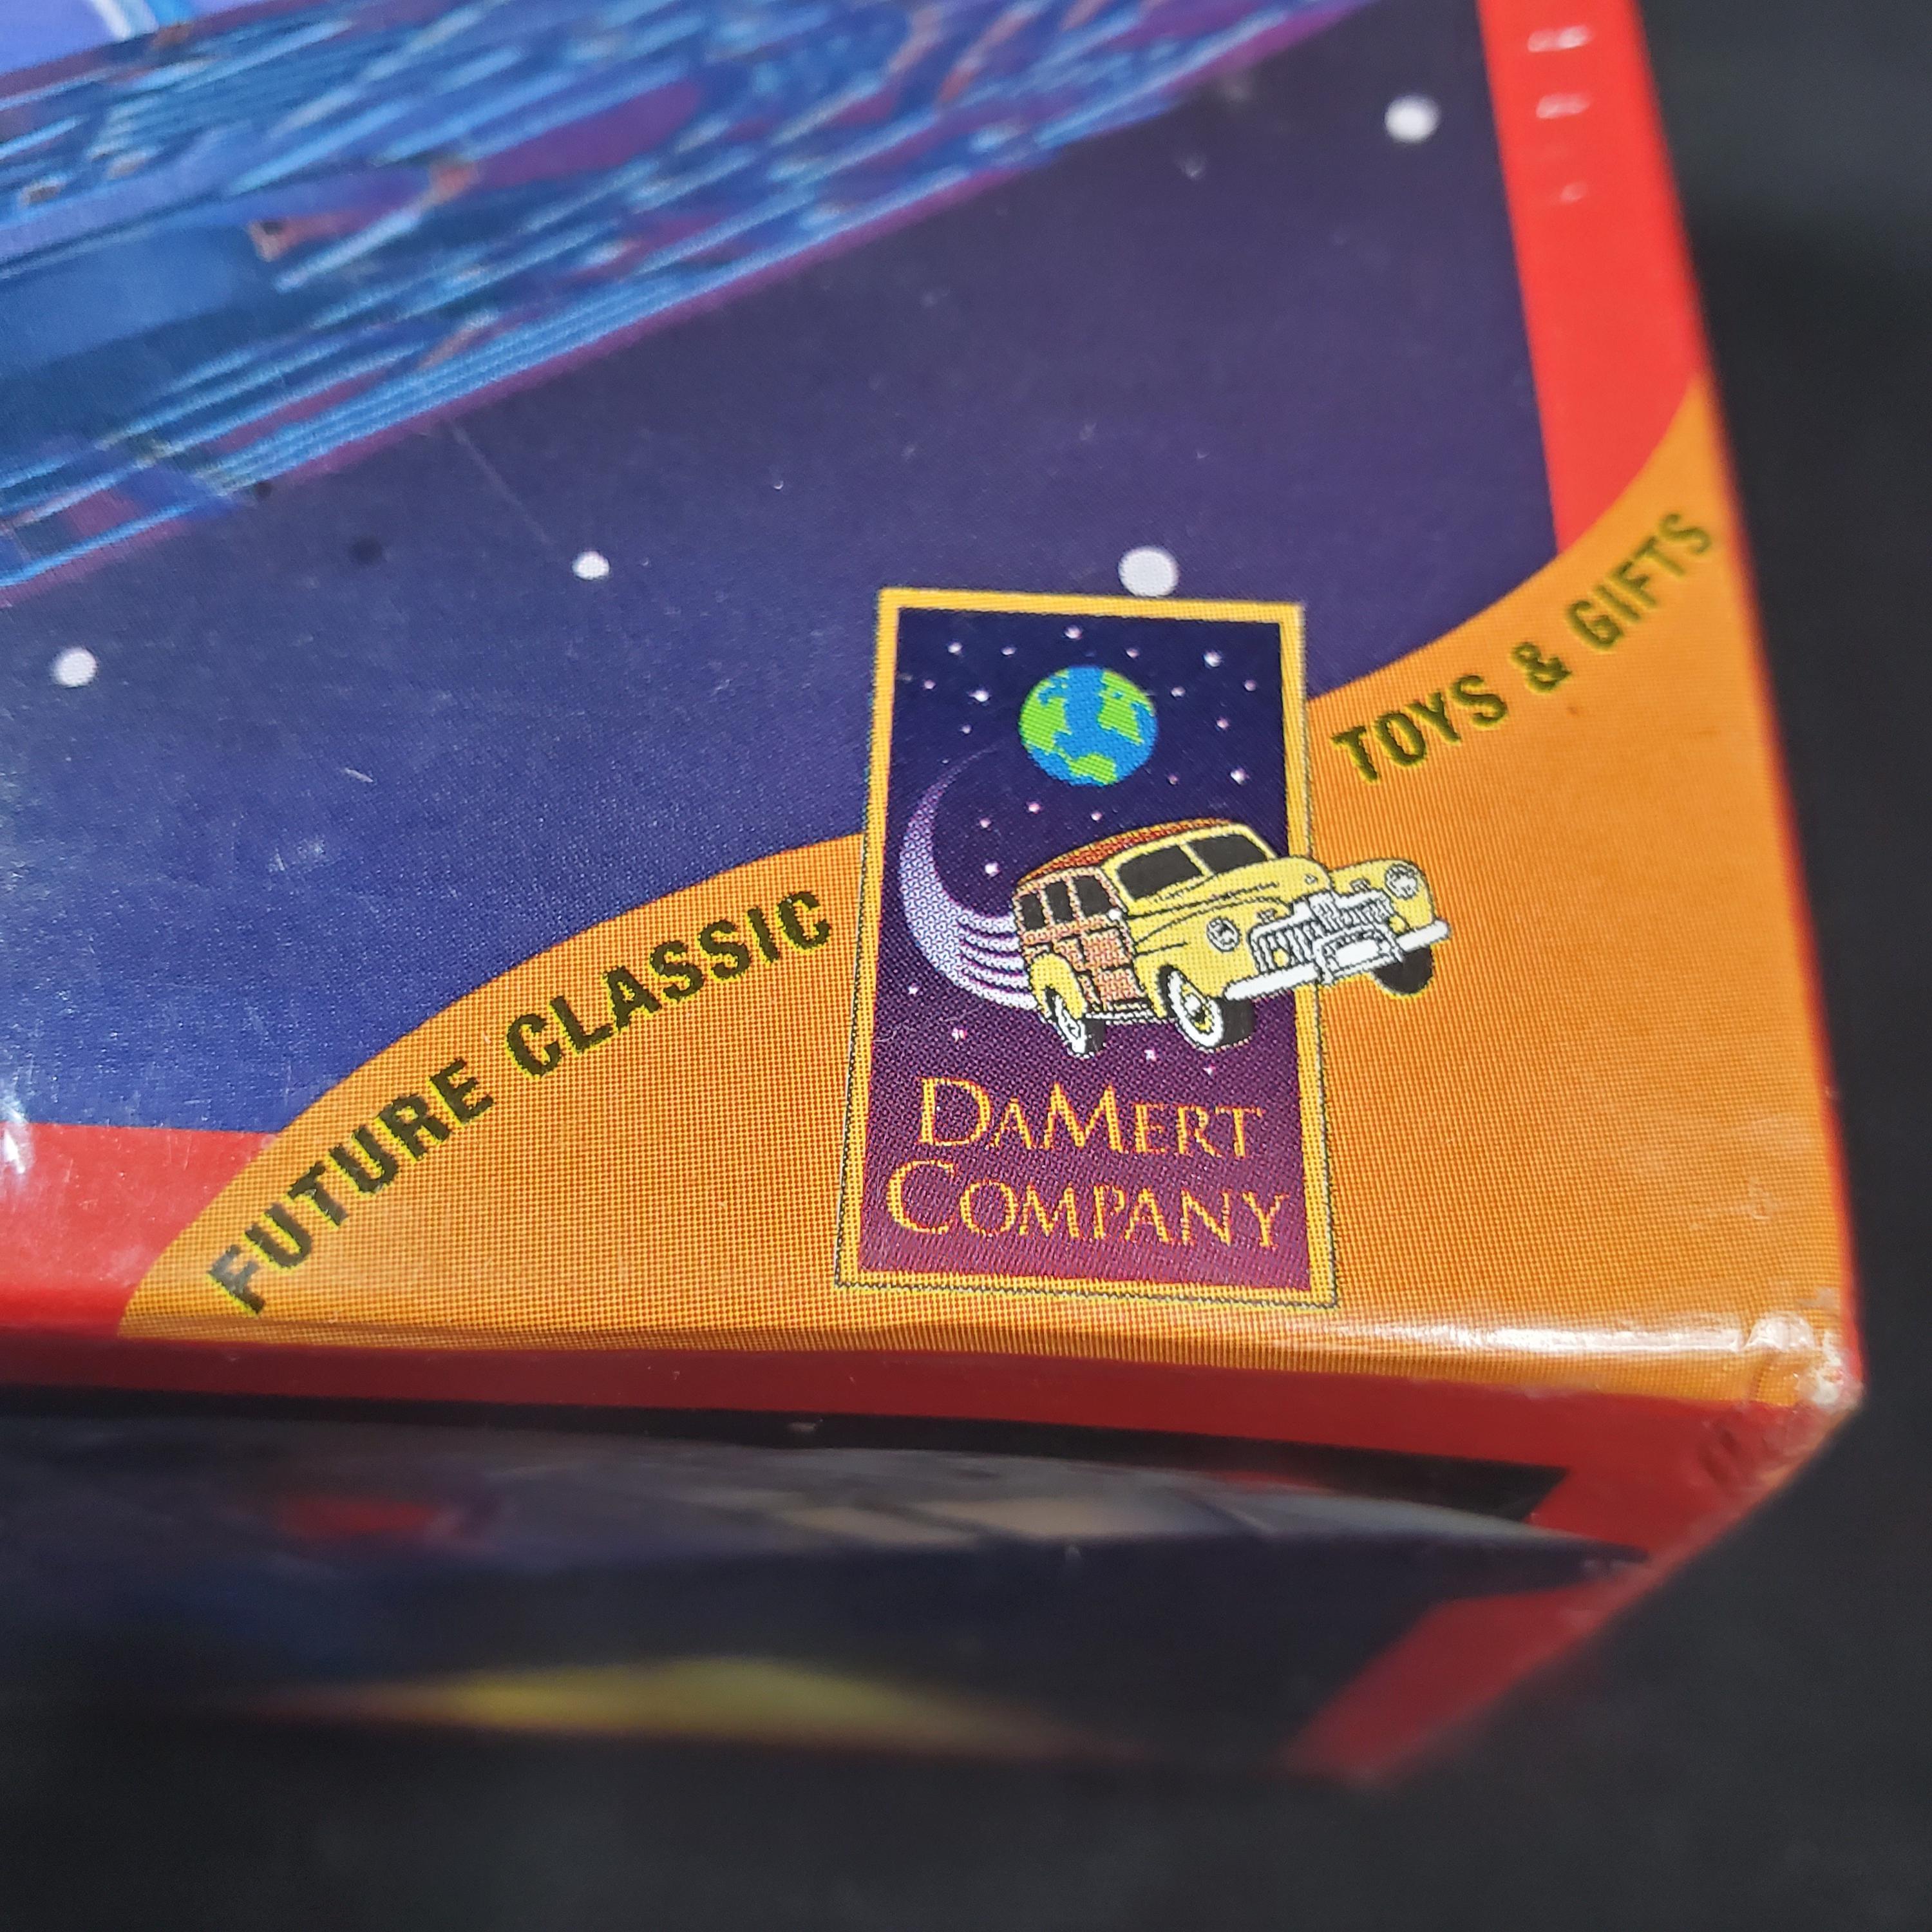 FUTURE CLASSIC TOYS & GIFTS
DAMERT
COMPANY